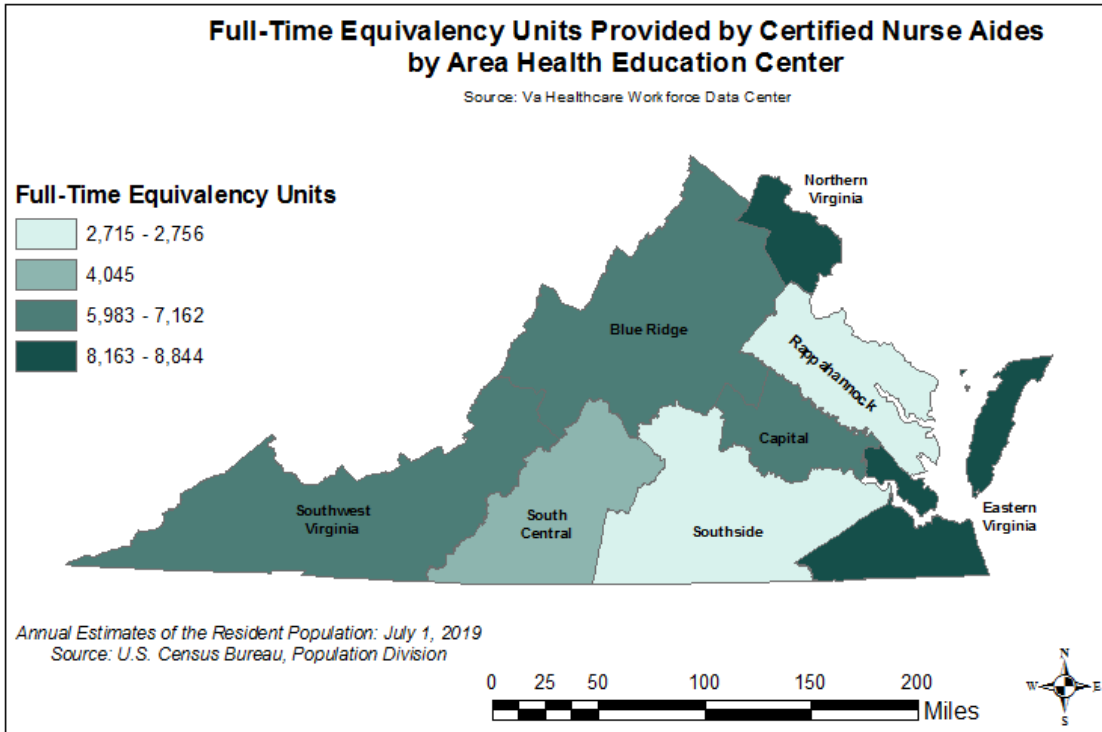 Full-Time Equivalency Units Provided by Certified Nurse Aides
by Area Health Education Center
Source: Va Healthcare Workforce Data Center
Full-Time Equivalency Units
2,715 - 2,756
4,045
5,983 - 7,162
8,163 - 8,844
Northern
Virginia
Blue Ridge
Rappahannock
Capital
Southwest
Virginia
South
Central
Southside
Eastern
Virginia
Annual Estimates of the Resident Population: July 1, 2019
Source: U.S. Census Bureau, Population Division
0 25 50 100 150 200
Miles
N
W E
S